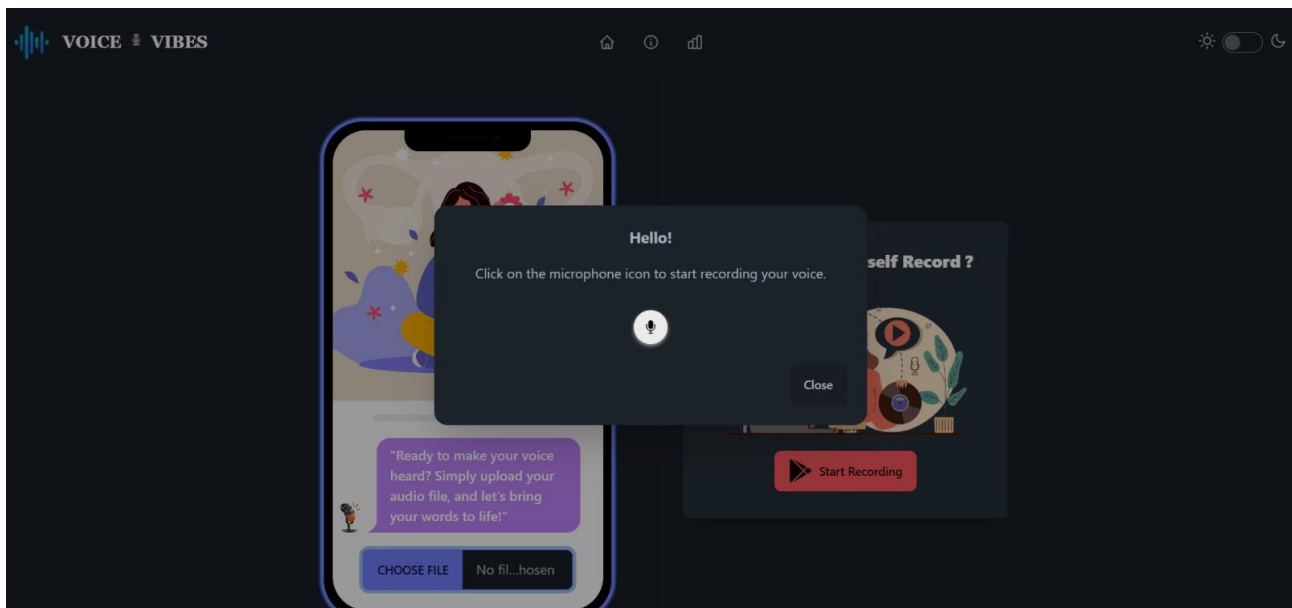 VOICE VIBES
Hello!
Click on the microphone icon to start recording your voice.
Close
self Record ?
Start Recording
"Ready to make your voice
heard? Simply upload your
audio file, and let's bring
your words to life!"
CHOOSE FILE No fil...hosen